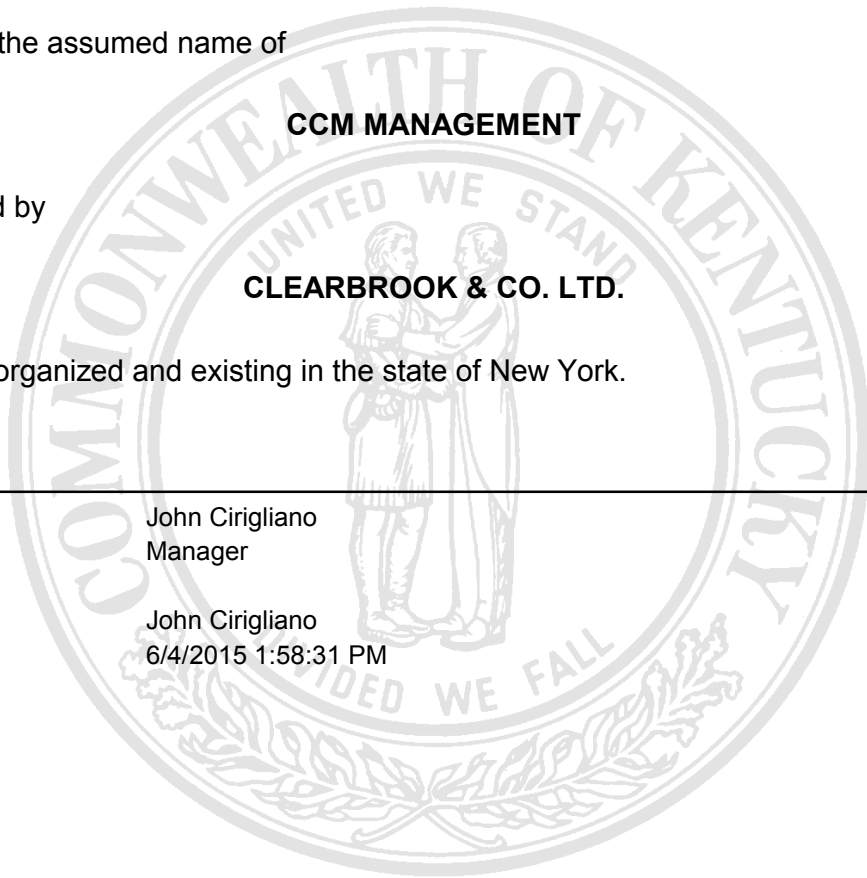 the assumed name of
CCM MANAGEMENT
d by
CLEARBROOK & CO. LTD.
organized and existing in the state of New York.
John Cirigliano
Manager
John Cirigliano
6/4/2015 1:58:31 PM
COMMONWEALTH OF KENTUCKY
UNITED WE STAND
DIVIDED WE FALL